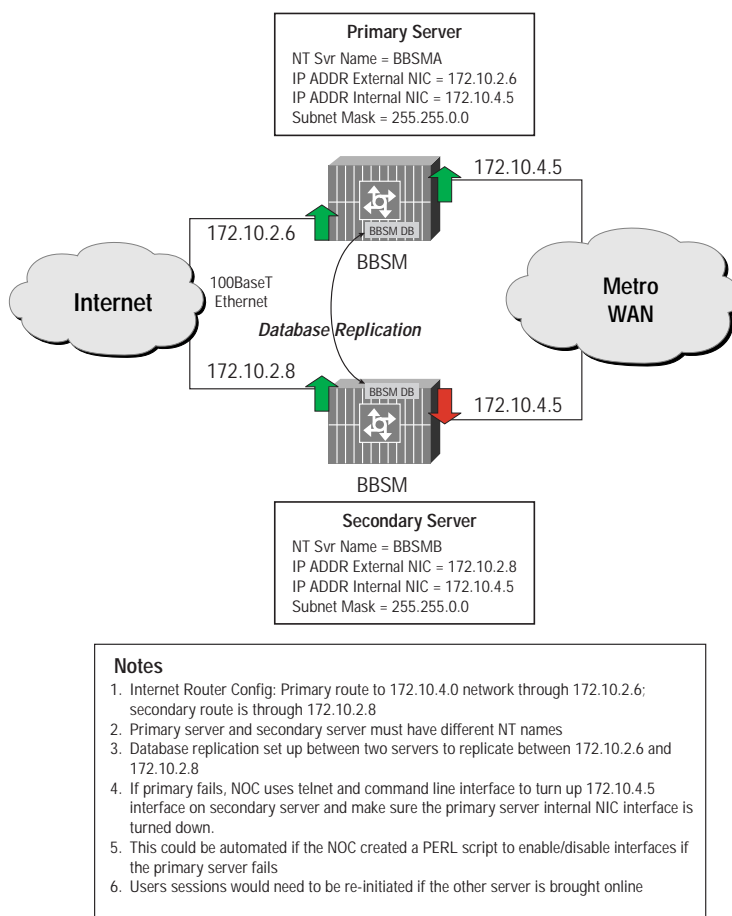 Primary Server
NT Svr Name = BBSMA
IP ADDR External NIC = 172.10.2.6
IP ADDR Internal NIC = 172.10.4.5
Subnet Mask = 255.255.0.0
172.10.4.5
172.10.2.6
BBSM DB
BBSM
Internet
100BaseT
Ethernet
Metro
WAN
Database Replication
172.10.2.8
BBSM DB
172.10.4.5
BBSM
Secondary Server
NT Svr Name = BBSMB
IP ADDR External NIC = 172.10.2.8
IP ADDR Internal NIC = 172.10.4.5
Subnet Mask = 255.255.0.0
Notes
1. Internet Router Config: Primary route to 172.10.4.0 network through 172.10.2.6;
secondary route is through 172.10.2.8
2. Primary server and secondary server must have different NT names
3. Database replication set up between two servers to replicate between 172.10.2.6 and
172.10.2.8
4. If primary fails, NOC uses telnet and command line interface to turn up 172.10.4.5
interface on secondary server and make sure the primary server internal NIC interface is
turned down.
5. This could be automated if the NOC created a PERL script to enable/disable interfaces if
the primary server fails
6. Users sessions would need to be re-initiated if the other server is brought online